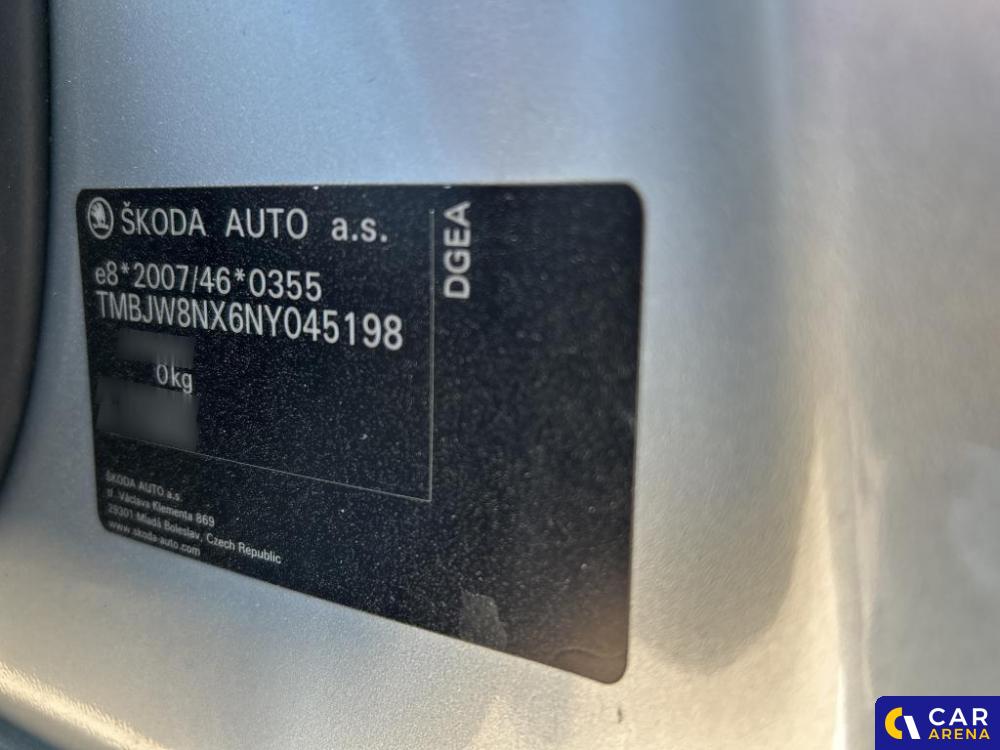 ŠKODA AUTO a.s.
DGEA
e8*2007/46*0355
TMBJW8NX6NY045198
0kg
ŠKODA AUTO a.s.
tř. Václava Klementa 869
29301 Mladá Boleslav, Czech Republic
www.skoda-auto.com
CAR
ARENA